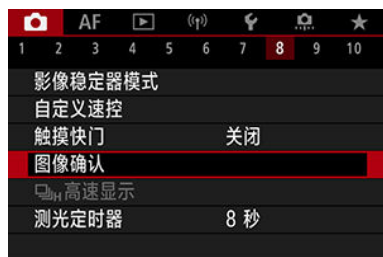 AF
1 2 3 4 5 6 7 8 9 10
影像稳定器模式
自定义速控
触摸快门 关闭
图像确认
H高速显示
测光定时器 8 秒